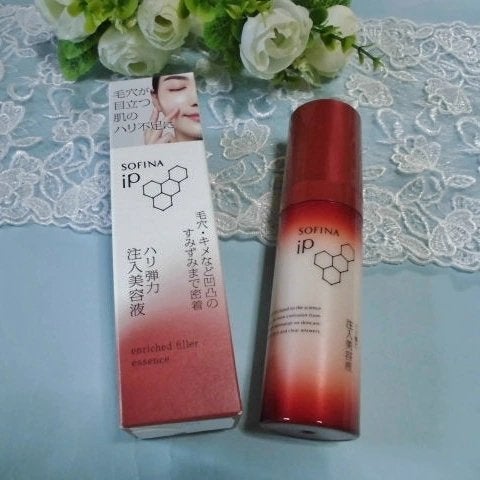 毛穴が
目立つ
肌の
ハリ不足に
SOFINA
iP
毛穴・キメなど凹凸の
すみずみまで密着
ハリ弾力
注入美容液
enriched filler
essence
SOFINA
iP
注入美容液